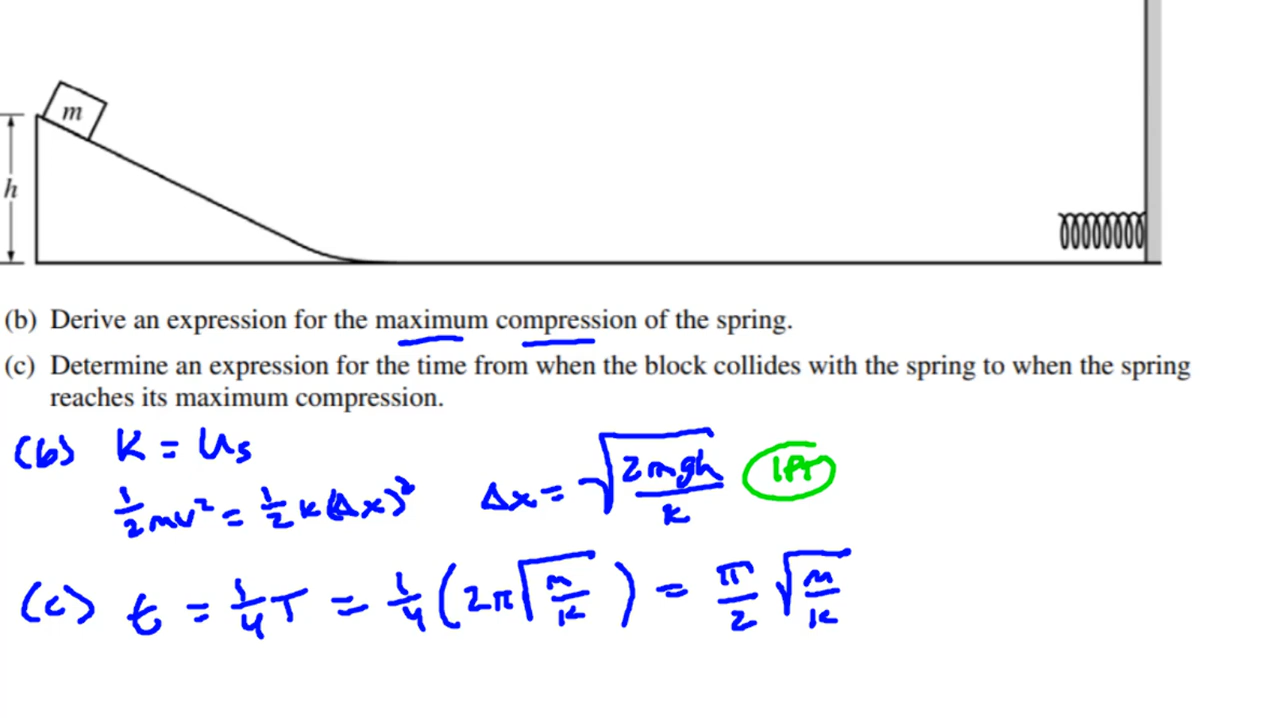 m
h
(b) Derive an expression for the maximum compression of the spring.
(c) Determine an expression for the time from when the block collides with the spring to when the spring
reaches its maximum compression.
(b) K = Us
½mv² = ½k(Δx)² Δx = √(2mgh/k) 1pt
(c) t = ¼T = ¼(2π√(m/k)) = π/2 √(m/k)